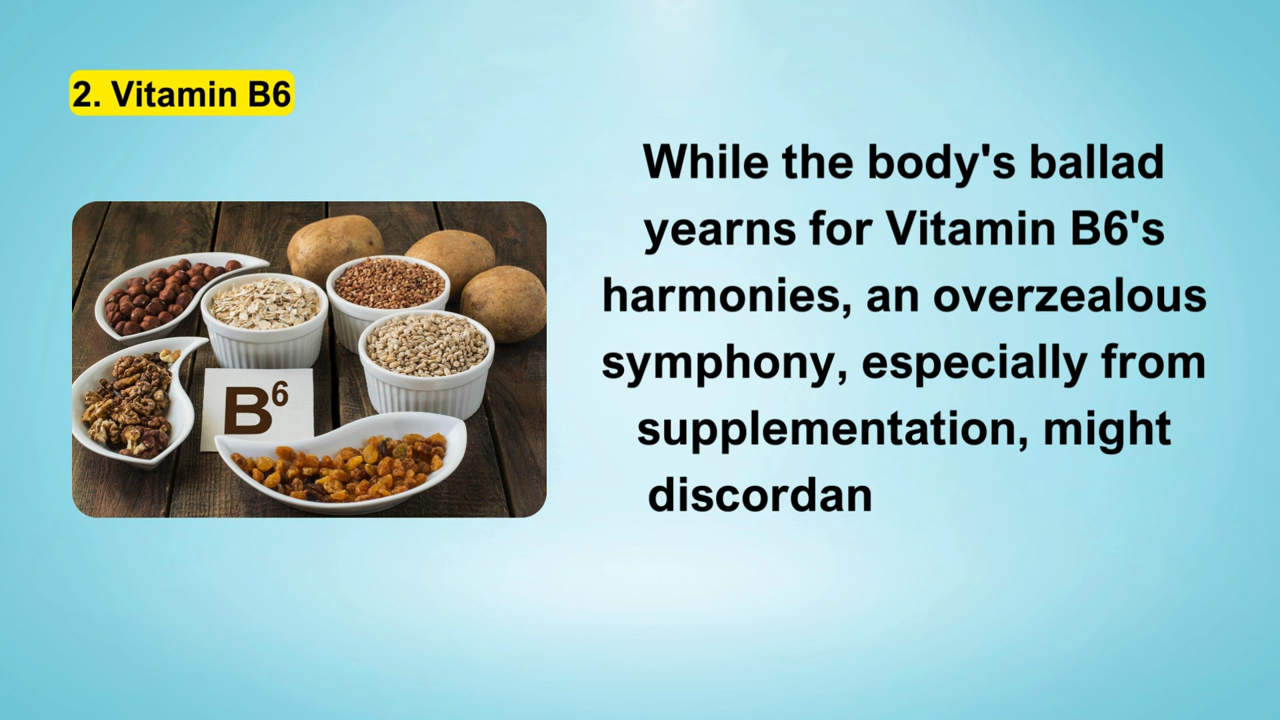 2. Vitamin B6
While the body's ballad
yearns for Vitamin B6's
harmonies, an overzealous
symphony, especially from
supplementation, might
discordan
B6